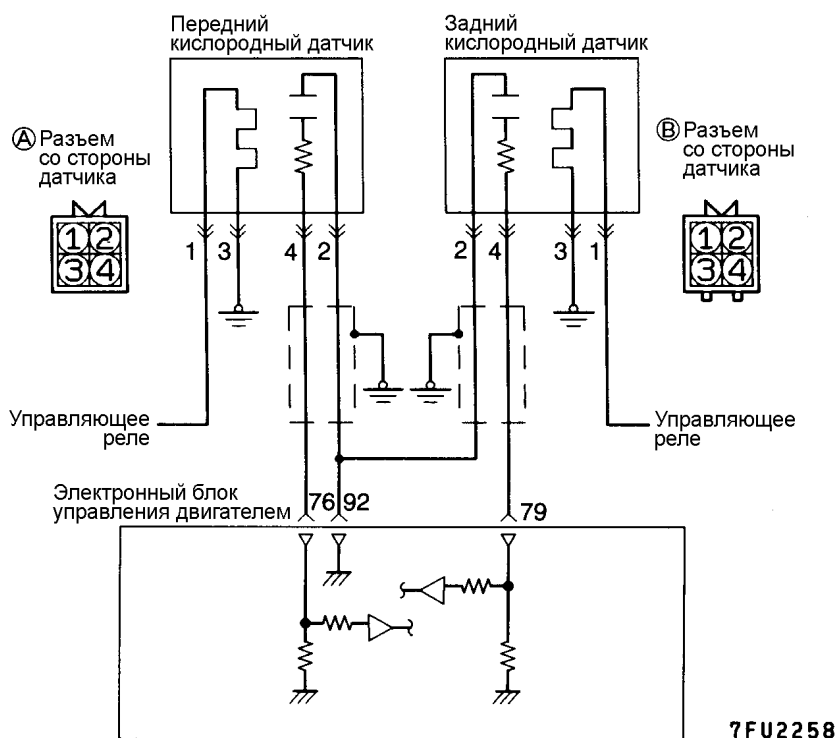 Передний
кислородный датчик
Задний
кислородный датчик
Ⓐ Разъем
со стороны
датчика
Ⓑ Разъем
со стороны
датчика
1 2
3 4
1 2
3 4
1 3 4 2
2 4 3 1
Управляющее
реле
Управляющее
реле
Электронный блок
управления двигателем
76 92
79
7FU2258